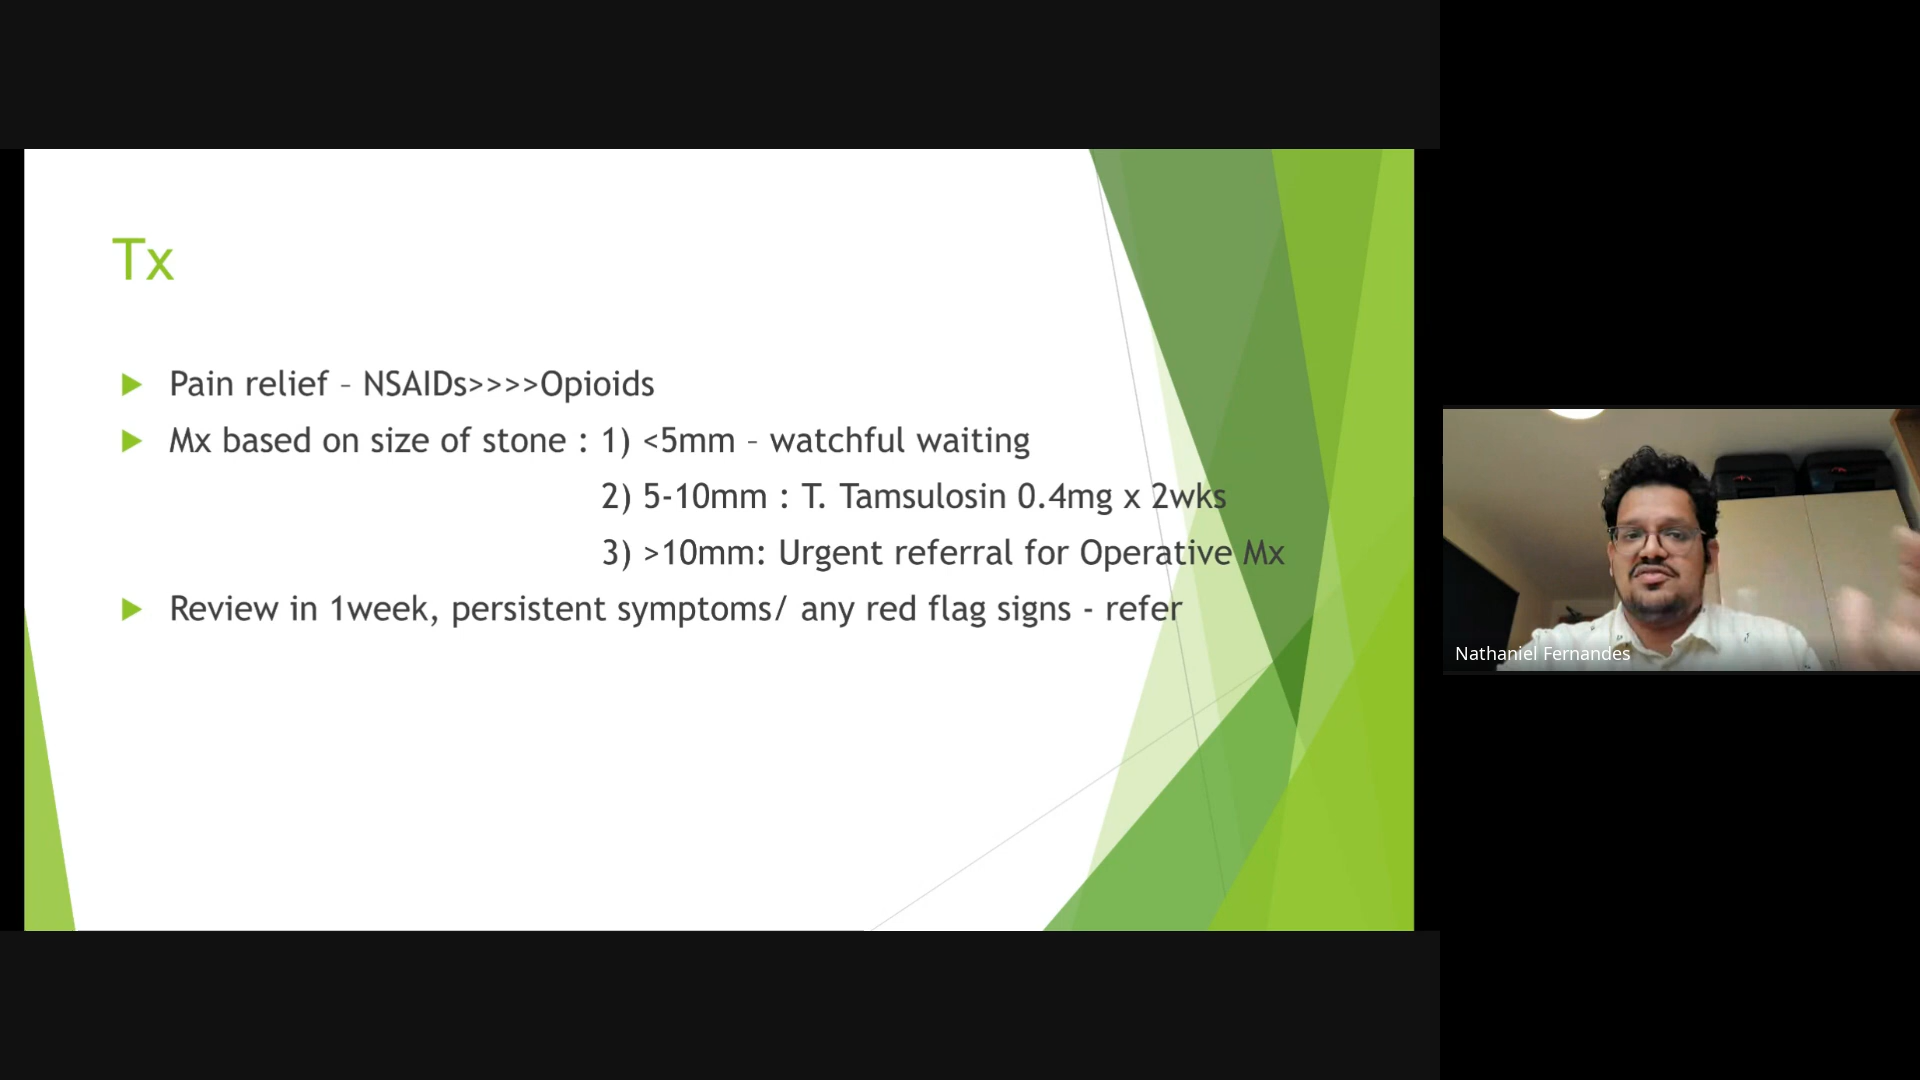 Tx
Pain relief – NSAIDs>>>>Opioids
Mx based on size of stone : 1) <5mm – watchful waiting
2) 5-10mm : T. Tamsulosin 0.4mg x 2wks
3) >10mm: Urgent referral for Operative Mx
Review in 1week, persistent symptoms/ any red flag signs - refer
Nathaniel Fernandes